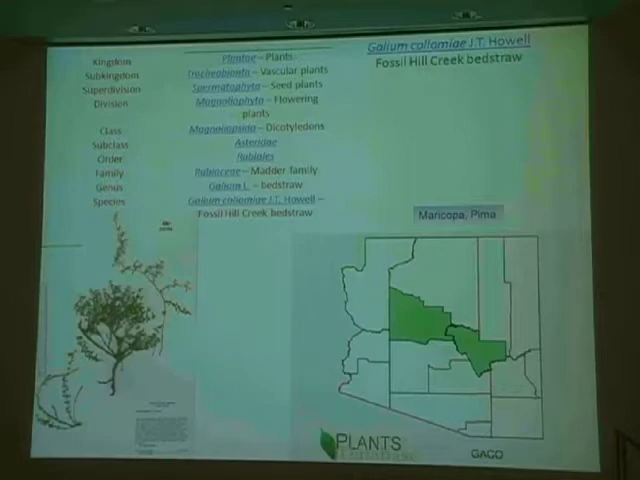 Galium collomiae J.T. Howell
Fossil Hill Creek bedstraw
Kingdom Plantae – Plants
Subkingdom Tracheobionta – Vascular plants
Superdivision Spermatophyta – Seed plants
Division Magnoliophyta – Flowering
plants
Class Magnoliopsida – Dicotyledons
Subclass Asteridae
Order Rubiales
Family Rubiaceae – Madder family
Genus Galium L. – bedstraw
Species Galium collomiae J.T. Howell –
Fossil Hill Creek bedstraw
Maricopa, Pima
PLANTS
Database
GACO